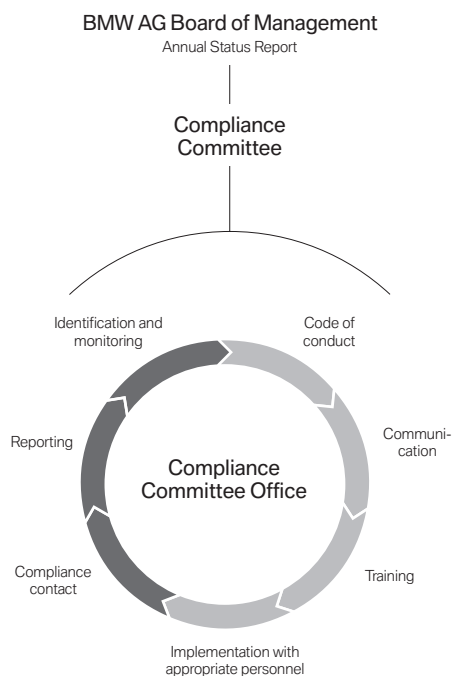 BMW AG Board of Management
Annual Status Report
Compliance
Committee
Identification and
monitoring
Code of
conduct
Reporting
Communi-
cation
Compliance
Committee Office
Compliance
contact
Training
Implementation with
appropriate personnel